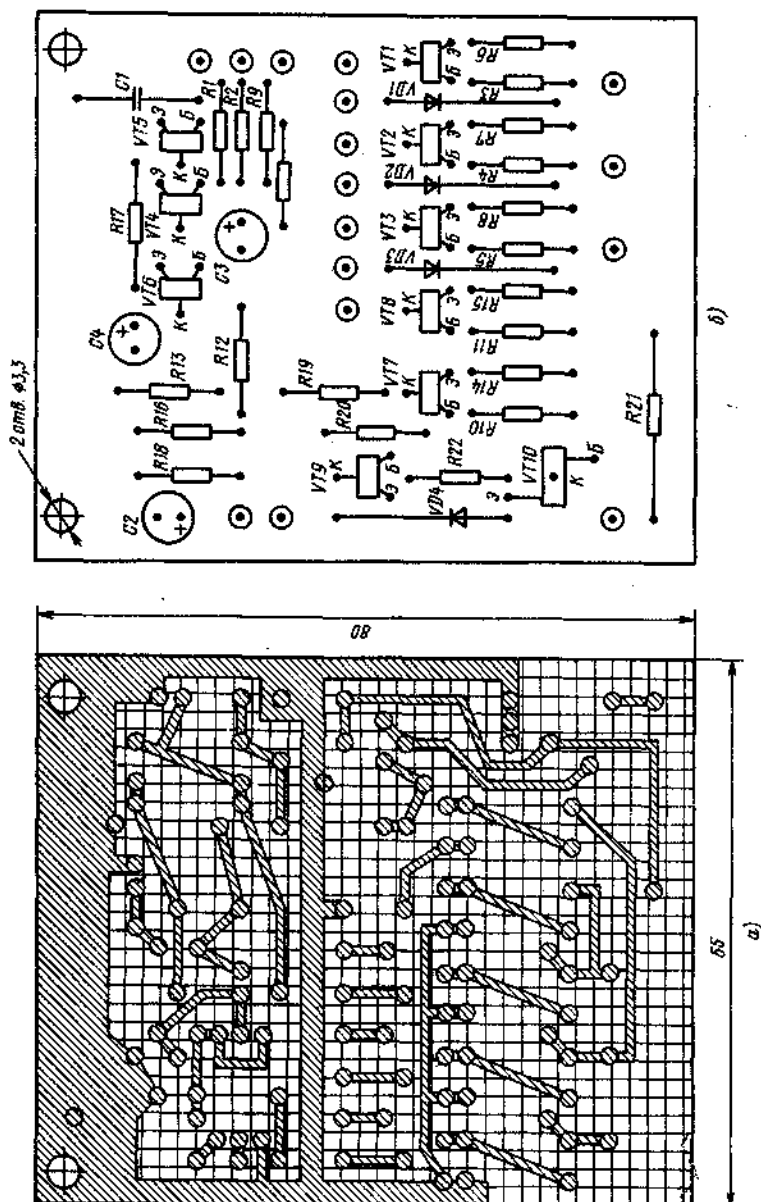 2 отв. Ф3,3
C1
VT5
Э
Б
К
R17
VT4
Э
Б
К
VT6
Э
Б
К
C4
+
R1
R2
R9
C3
+
R12
R13
R16
R18
C2
+
R19
R20
VT1
К
Б
Э
R6
R3
VD1
VT2
К
Б
Э
R7
R4
VD2
VT3
К
Б
Э
R8
R5
VD3
VT8
К
Б
Э
R15
R11
VT7
К
Б
Э
R14
R10
VT9
К
Э
Б
R22
VD4
VT10
Э
К
Б
R21
б)
80
55
а)